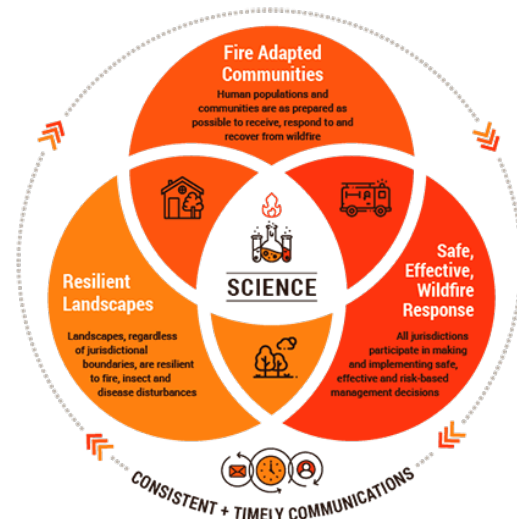 Fire Adapted
Communities
Human populations and
communities are as prepared as
possible to receive, respond to and
recover from wildfire
SCIENCE
Resilient
Landscapes
Landscapes, regardless
of jurisdictional
boundaries, are resilient
to fire, insect and
disease disturbances
Safe,
Effective,
Wildfire
Response
All jurisdictions
participate in making
and implementing safe,
effective and risk-based
management decisions
CONSISTENT + TIMELY COMMUNICATIONS